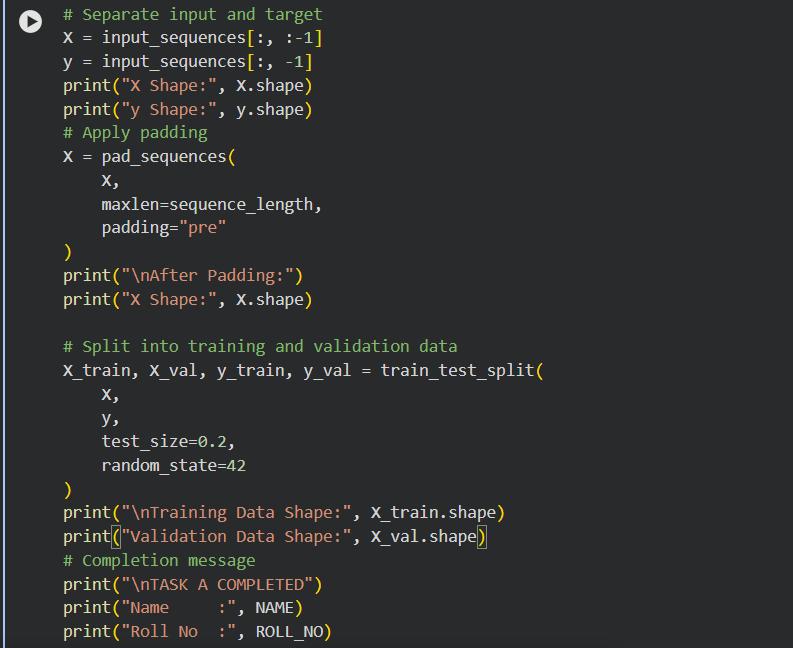 # Separate input and target
X = input_sequences[:, :-1]
y = input_sequences[:, -1]
print("X Shape:", X.shape)
print("y Shape:", y.shape)
# Apply padding
X = pad_sequences(
    X,
    maxlen=sequence_length,
    padding="pre"
)
print("\nAfter Padding:")
print("X Shape:", X.shape)

# Split into training and validation data
X_train, X_val, y_train, y_val = train_test_split(
    X,
    y,
    test_size=0.2,
    random_state=42
)
print("\nTraining Data Shape:", X_train.shape)
print("Validation Data Shape:", X_val.shape)
# Completion message
print("\nTASK A COMPLETED")
print("Name     :", NAME)
print("Roll No  :", ROLL_NO)